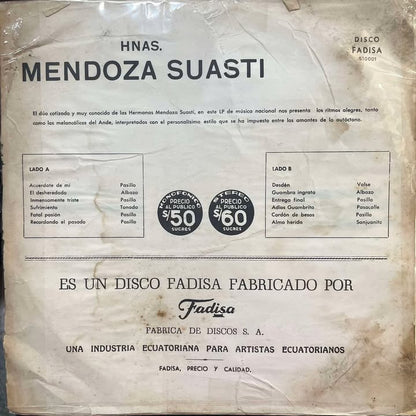 HNAS.
MENDOZA SUASTI
DISCO
FADISA
510021
El dúo cotizado y muy conocido de las Hermanas Mendoza Suasti, en este LP de música nacional nos presenta los ritmos alegres, tanto
como los melancólicos del Ande, interpretados con el personalísimo estilo que se ha impuesto entre los amantes de lo autóctono.
LADO A
Acuerdate de mí Pasillo
El desheredado Albazo
Inmensamente triste Pasillo
Sufrimiento Tonada
Fatal pasión Pasillo
Recordando el pasado Pasillo
MONOFONICO
PRECIO
AL PUBLICO
S/50
SUCRES
STEREO
PRECIO
AL PUBLICO
S/60
SUCRES
LADO B
Desdén Valse
Guambra ingrata Albazo
Entrega final Pasillo
Adios Guambrita Pasacalle
Cordón de besos Pasillo
Alma herida Sanjuanito
ES UN DISCO FADISA FABRICADO POR
Fadisa
FABRICA DE DISCOS S. A.
UNA INDUSTRIA ECUATORIANA PARA ARTISTAS ECUATORIANOS
FADISA, PRECIO Y CALIDAD.